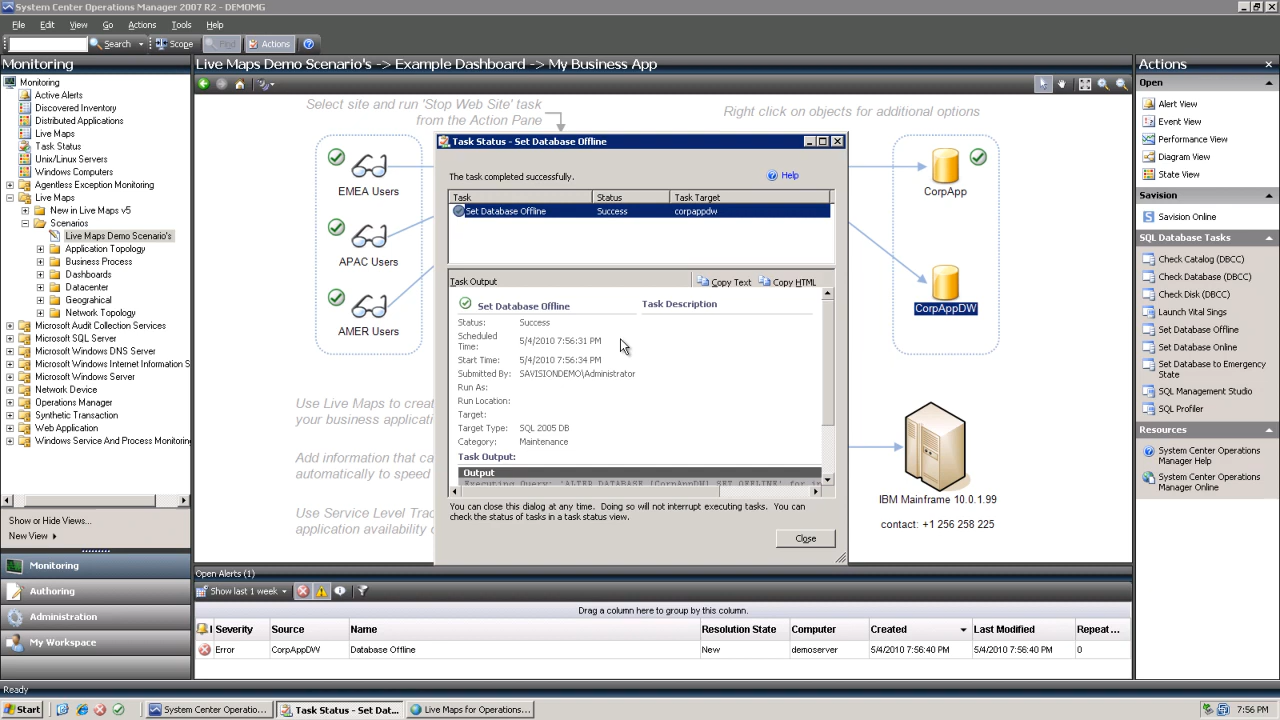 System Center Operations Manager 2007 R2 - DEMOMG
File Edit View Go Actions Tools Help
Search Scope Find Actions
Monitoring
Monitoring
Active Alerts
Discovered Inventory
Distributed Applications
Live Maps
Task Status
Unix/Linux Servers
Windows Computers
Agentless Exception Monitoring
Live Maps
New in Live Maps v5
Scenarios
Live Maps Demo Scenario's
Application Topology
Business Process
Dashboards
Datacenter
Geograhical
Network Topology
Microsoft Audit Collection Services
Microsoft SQL Server
Microsoft Windows DNS Server
Microsoft Windows Internet Information S
Microsoft Windows Server
Network Device
Operations Manager
Synthetic Transaction
Web Application
Windows Service And Process Monitoring
Show or Hide Views...
New View
Monitoring
Authoring
Administration
My Workspace
Live Maps Demo Scenario's -> Example Dashboard -> My Business App
Select site and run 'Stop Web Site' task
from the Action Pane
Right click on objects for additional options
EMEA Users
APAC Users
AMER Users
CorpApp
CorpAppDW
Use Live Maps to crea
your business applicati
Add information that ca
automatically to speed
Use Service Level Trac
application availability o
IBM Mainframe 10.0.1.99
contact: +1 256 258 225
Task Status - Set Database Offline
The task completed successfully.
Help
Task Status Task Target
Set Database Offline Success corpappdw
Task Output
Copy Text Copy HTML
Set Database Offline
Task Description
Status: Success
Scheduled
Time: 5/4/2010 7:56:31 PM
Start Time: 5/4/2010 7:56:34 PM
Submitted By: SAVISIONDEMO\Administrator
Run As:
Run Location:
Target:
Target Type: SQL 2005 DB
Category: Maintenance
Task Output:
Output
Executing Query: 'ALTER DATABASE [CorpAppDW] SET OFFLINE' for in
You can close this dialog at any time. Doing so will not interrupt executing tasks. You can
check the status of tasks in a task status view.
Close
Open Alerts (1)
Show last 1 week
Drag a column here to group by this column.
Severity Source Name Resolution State Computer Created Last Modified Repeat ...
Error CorpAppDW Database Offline New demoserver 5/4/2010 7:56:40 PM 5/4/2010 7:56:40 PM 0
Actions
Open
Alert View
Event View
Performance View
Diagram View
State View
Savision
Savision Online
SQL Database Tasks
Check Catalog (DBCC)
Check Database (DBCC)
Check Disk (DBCC)
Launch Vital Sings
Set Database Offline
Set Database Online
Set Database to Emergency
State
SQL Management Studio
SQL Profiler
Resources
System Center Operations
Manager Help
System Center Operations
Manager Online
Ready
Start
System Center Operatio...
Task Status - Set Dat...
Live Maps for Operations...
7:56 PM